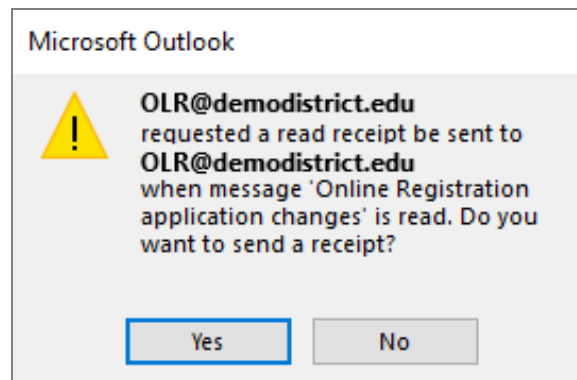 Microsoft Outlook
OLR@demodistrict.edu
requested a read receipt be sent to
OLR@demodistrict.edu
when message 'Online Registration
application changes' is read. Do you
want to send a receipt?
Yes
No